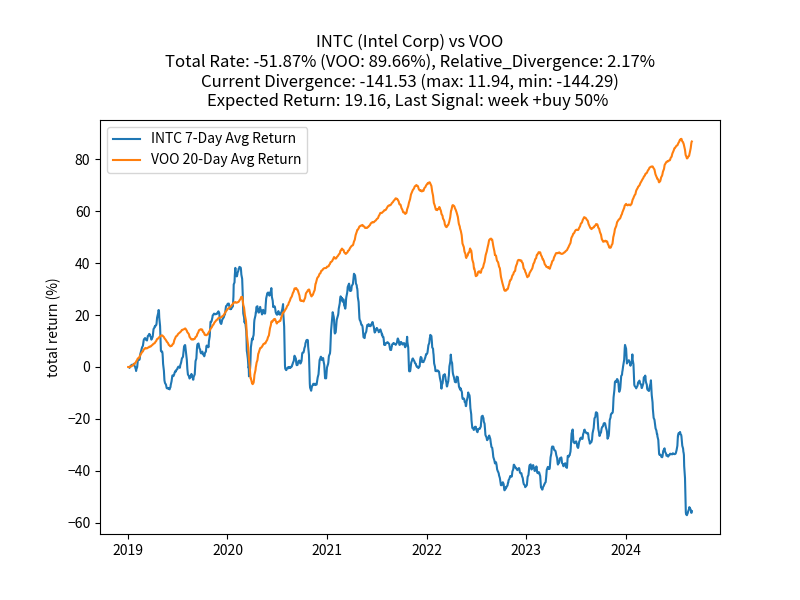 INTC (Intel Corp) vs VOO
Total Rate: -51.87% (VOO: 89.66%), Relative_Divergence: 2.17%
Current Divergence: -141.53 (max: 11.94, min: -144.29)
Expected Return: 19.16, Last Signal: week +buy 50%
INTC 7-Day Avg Return
VOO 20-Day Avg Return
total return (%)
80
60
40
20
0
−20
−40
−60
2019
2020
2021
2022
2023
2024